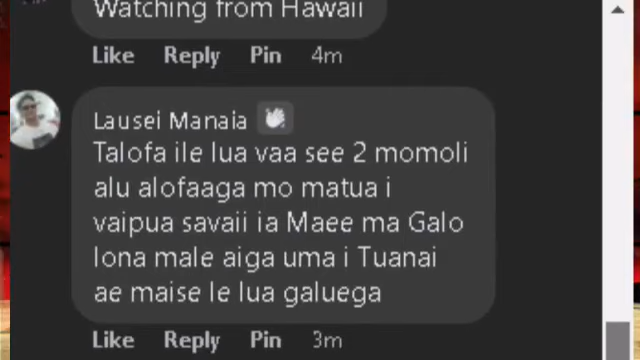 Watching from Hawaii
Like Reply Pin 4m
Lausei Manaia
Talofa ile lua vaa see 2 momoli
alu alofaaga mo matua i
vaipua savaii ia Maee ma Galo
Iona male aiga uma i Tuanai
ae maise le lua galuega
Like Reply Pin 3m